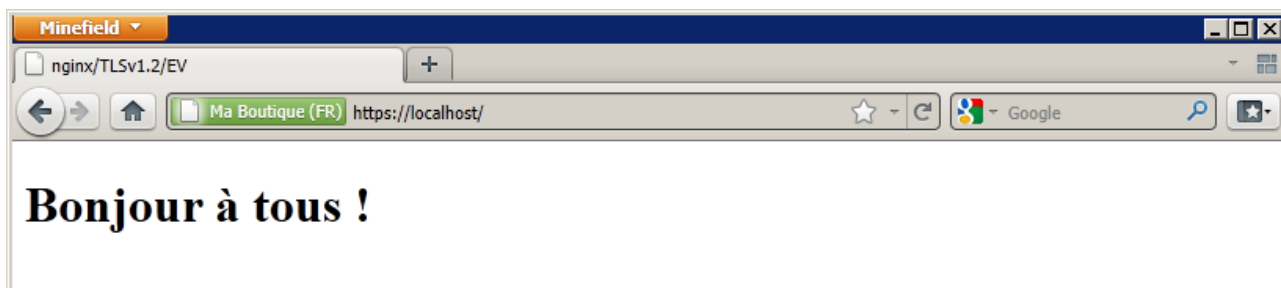 Minefield
nginx/TLSv1.2/EV
Ma Boutique (FR) https://localhost/ Google
Bonjour à tous !